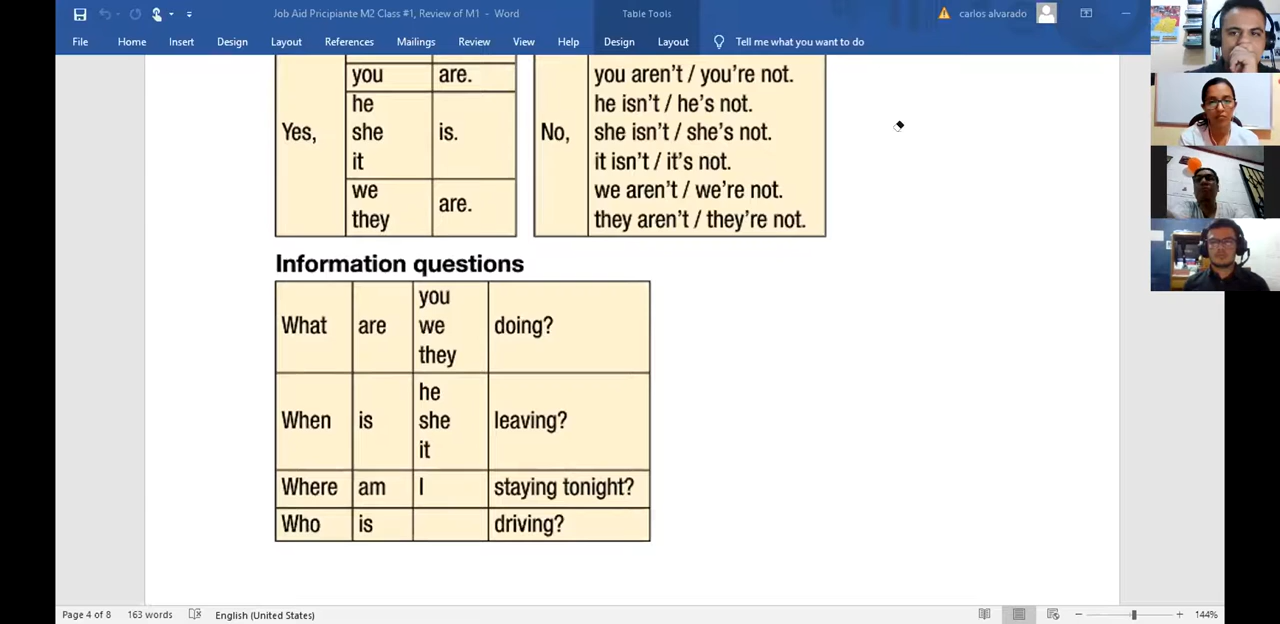 Job Aid Pricipiante M2 Class #1, Review of M1 - Word
Table Tools
carlos alvarado
File Home Insert Design Layout References Mailings Review View Help Design Layout Tell me what you want to do
you are.
Yes, he she it is.
we they are.
No,
you aren't / you're not.
he isn't / he's not.
she isn't / she's not.
it isn't / it's not.
we aren't / we're not.
they aren't / they're not.
Information questions
What are you we they doing?
When is he she it leaving?
Where am I staying tonight?
Who is driving?
Page 4 of 8 163 words English (United States) 144%